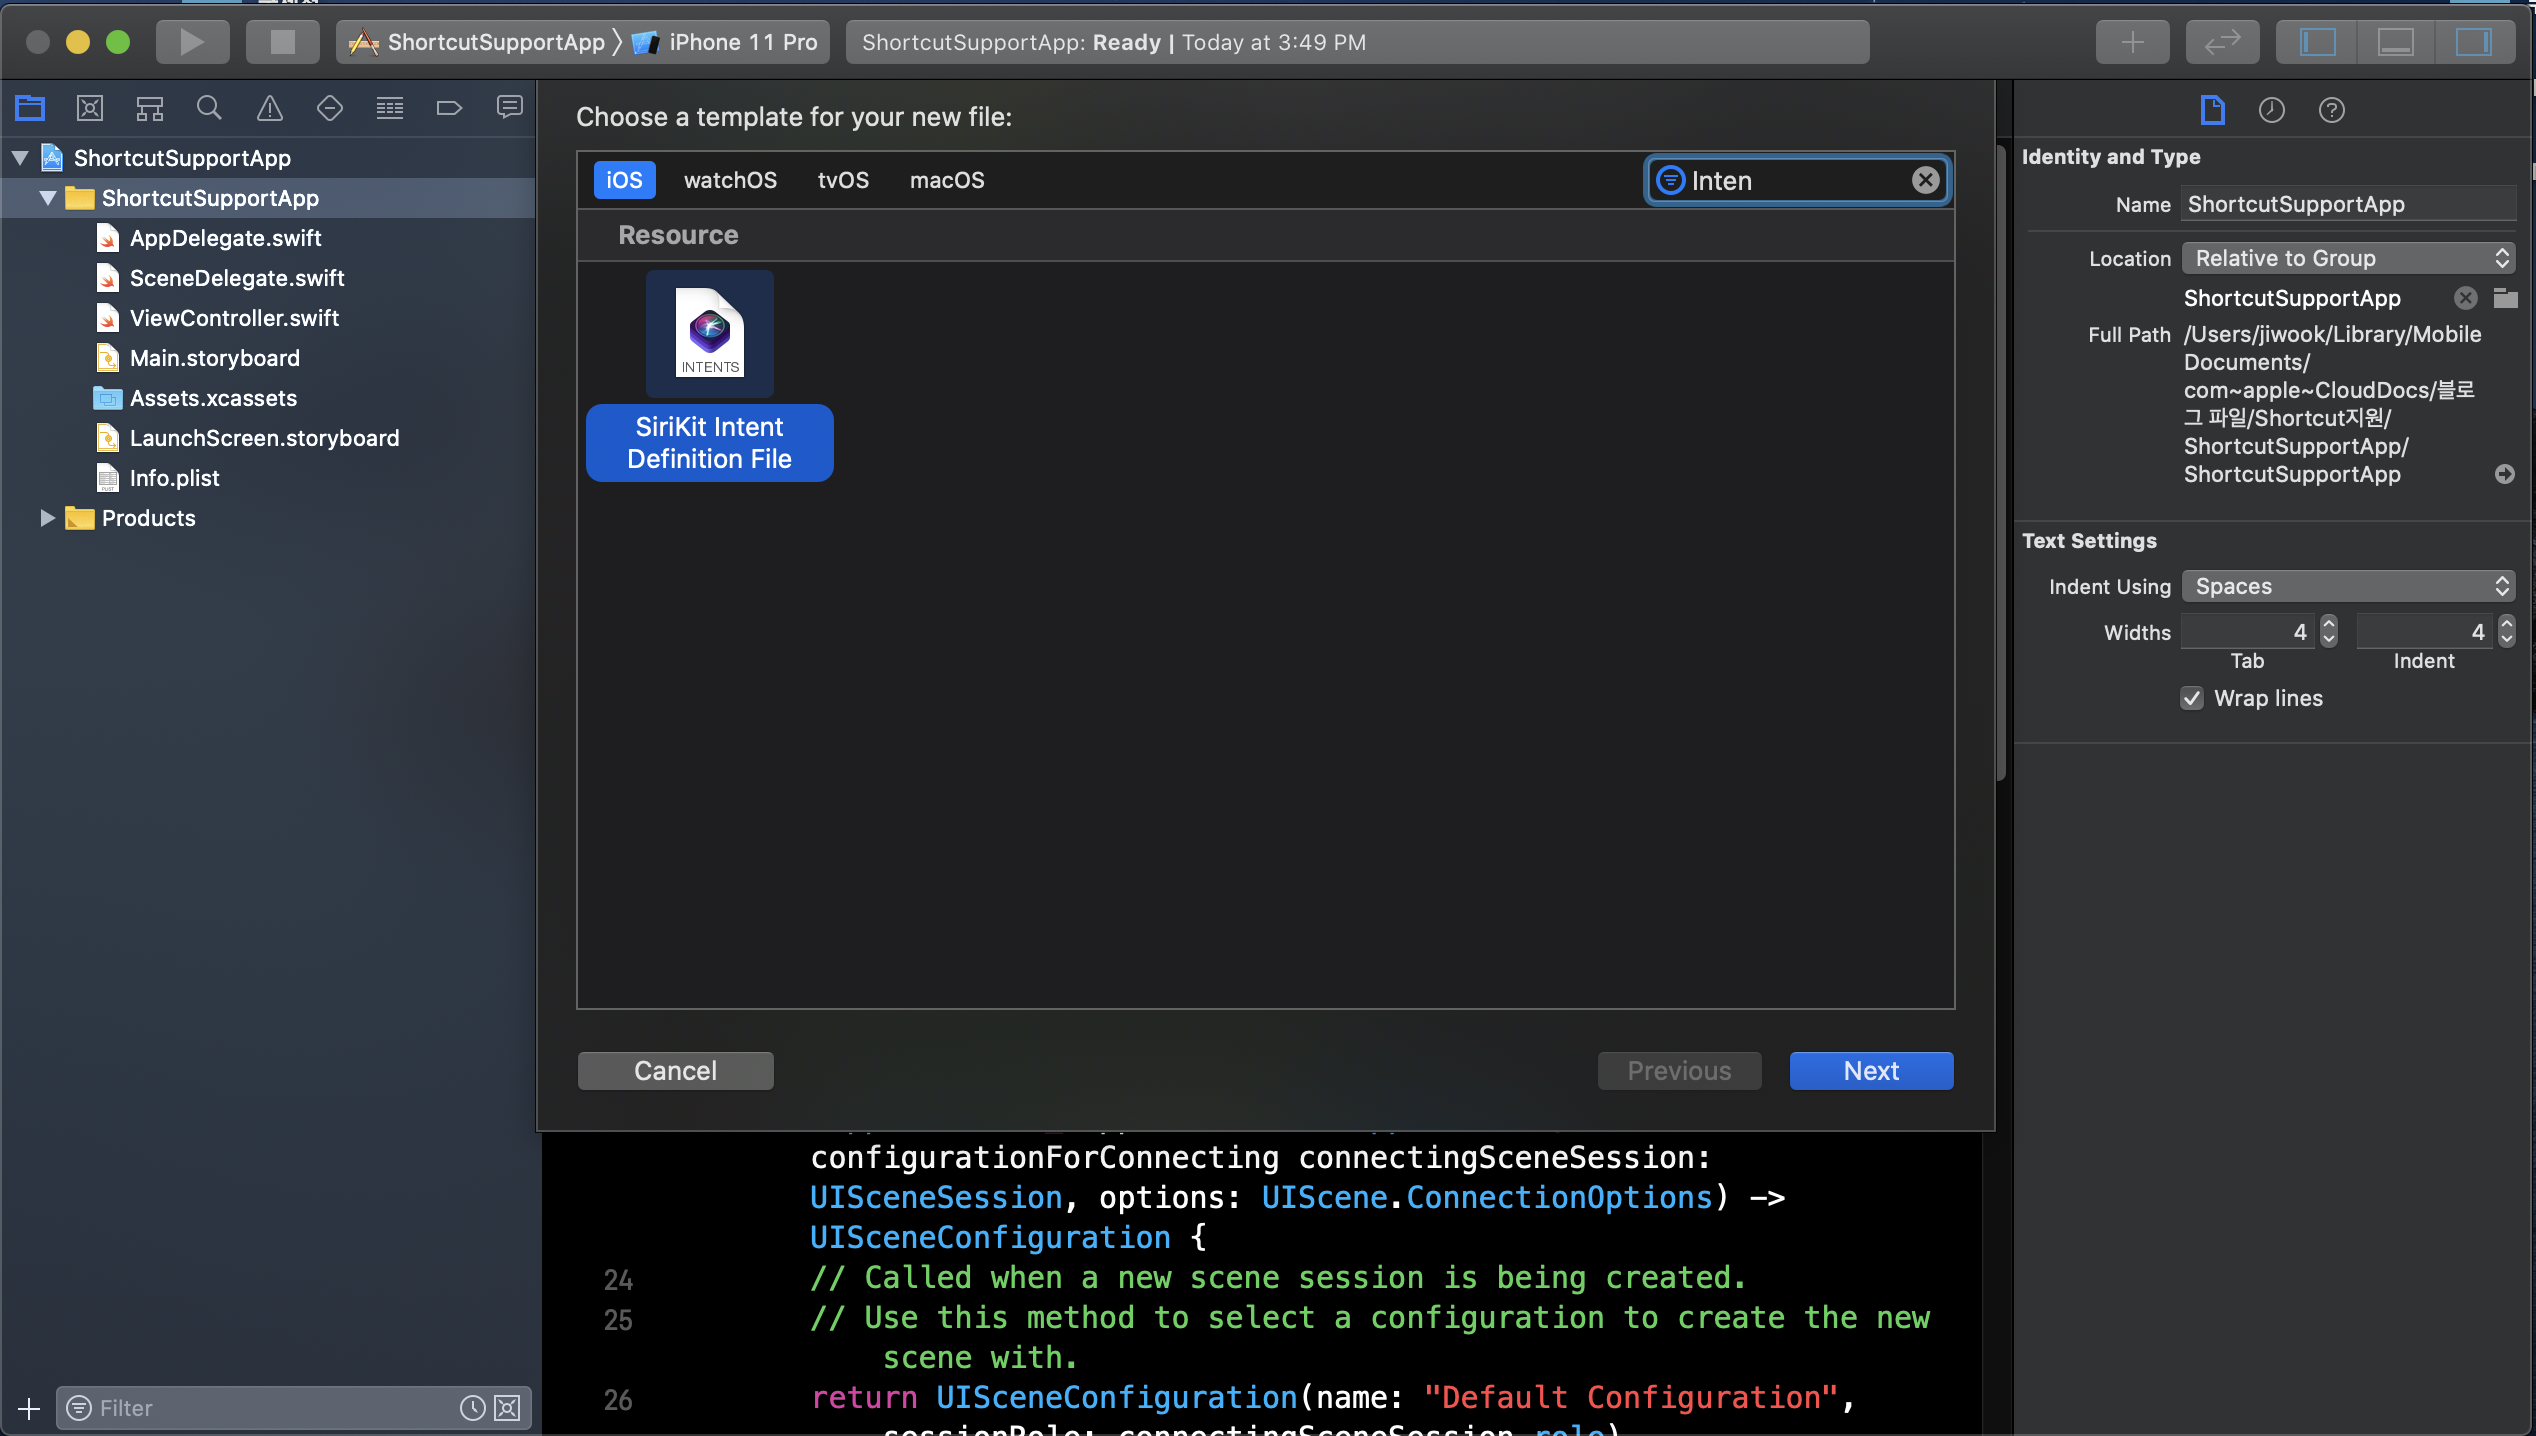 ShortcutSupportApp
iPhone 11 Pro
ShortcutSupportApp: Ready | Today at 3:49 PM
ShortcutSupportApp
ShortcutSupportApp
AppDelegate.swift
SceneDelegate.swift
ViewController.swift
Main.storyboard
Assets.xcassets
LaunchScreen.storyboard
Info.plist
Products
Filter
Choose a template for your new file:
iOS
watchOS
tvOS
macOS
Inten
Resource
INTENTS
SiriKit Intent
Definition File
Cancel
Previous
Next
configurationForConnecting connectingSceneSession:
UISceneSession, options: UIScene.ConnectionOptions) ->
UISceneConfiguration {
24 // Called when a new scene session is being created.
25 // Use this method to select a configuration to create the new
scene with.
26 return UISceneConfiguration(name: "Default Configuration",
sessionRole: connectingSceneSession.role)
Identity and Type
Name ShortcutSupportApp
Location Relative to Group
ShortcutSupportApp
Full Path /Users/jiwook/Library/Mobile
Documents/
com~apple~CloudDocs/블로
그 파일/Shortcut지원/
ShortcutSupportApp/
ShortcutSupportApp
Text Settings
Indent Using Spaces
Widths 4 4
Tab Indent
Wrap lines